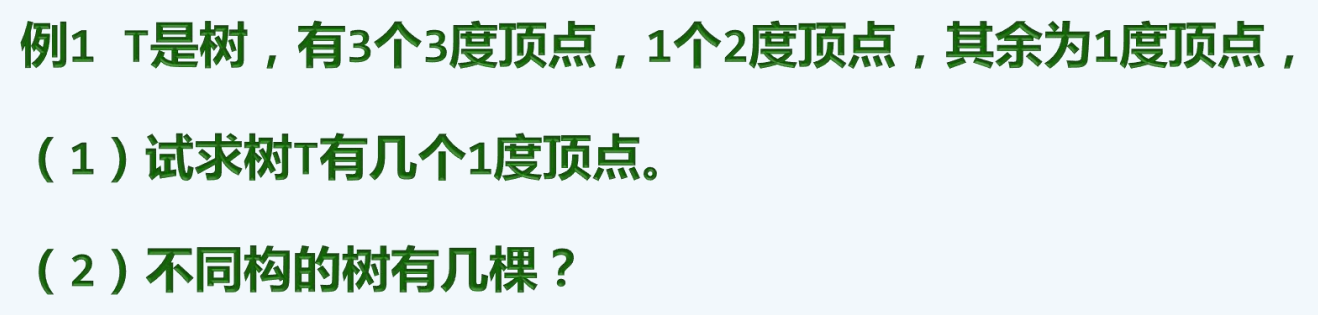 例1 T是树，有3个3度顶点，1个2度顶点，其余为1度顶点，
（1）试求树T有几个1度顶点。
（2）不同构的树有几棵？